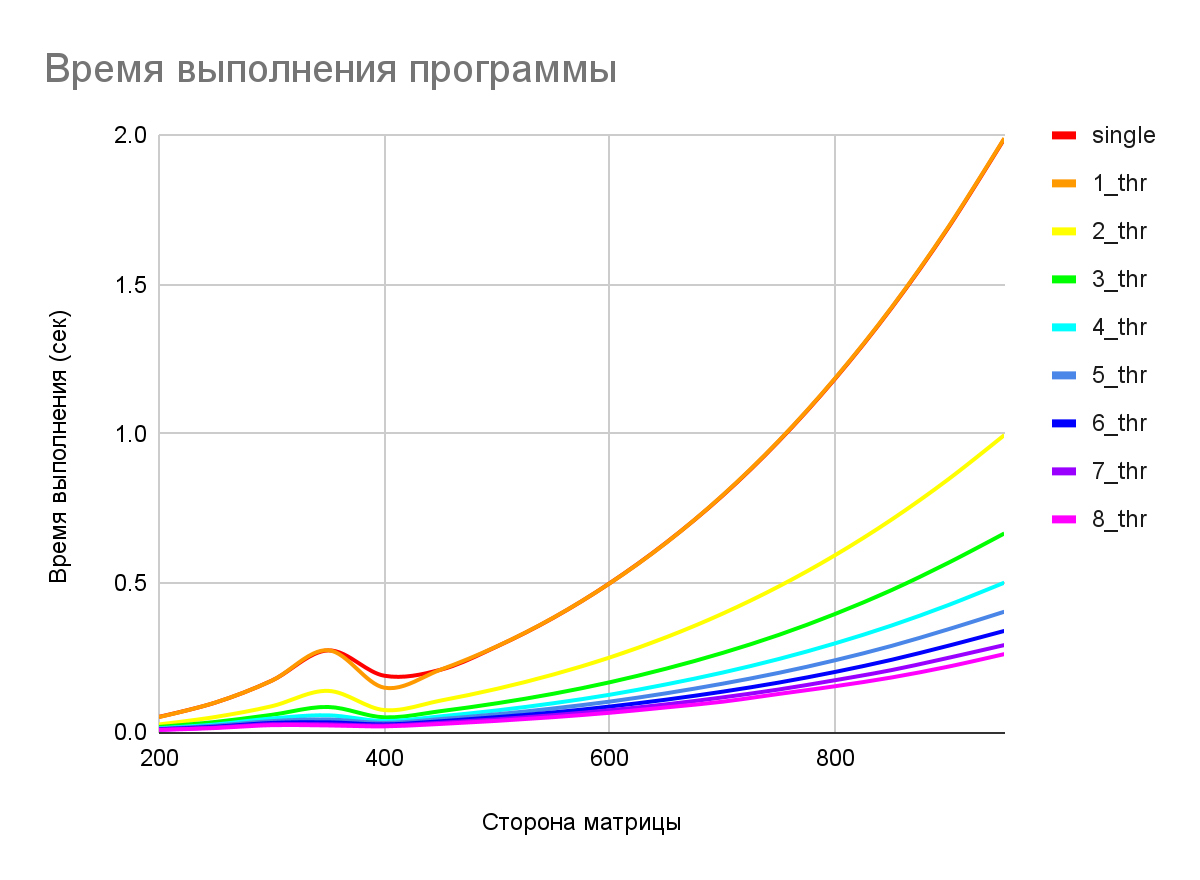 Время выполнения программы
2.0
1.5
1.0
0.5
0.0
Время выполнения (сек)
200
400
600
800
Сторона матрицы
single
1_thr
2_thr
3_thr
4_thr
5_thr
6_thr
7_thr
8_thr